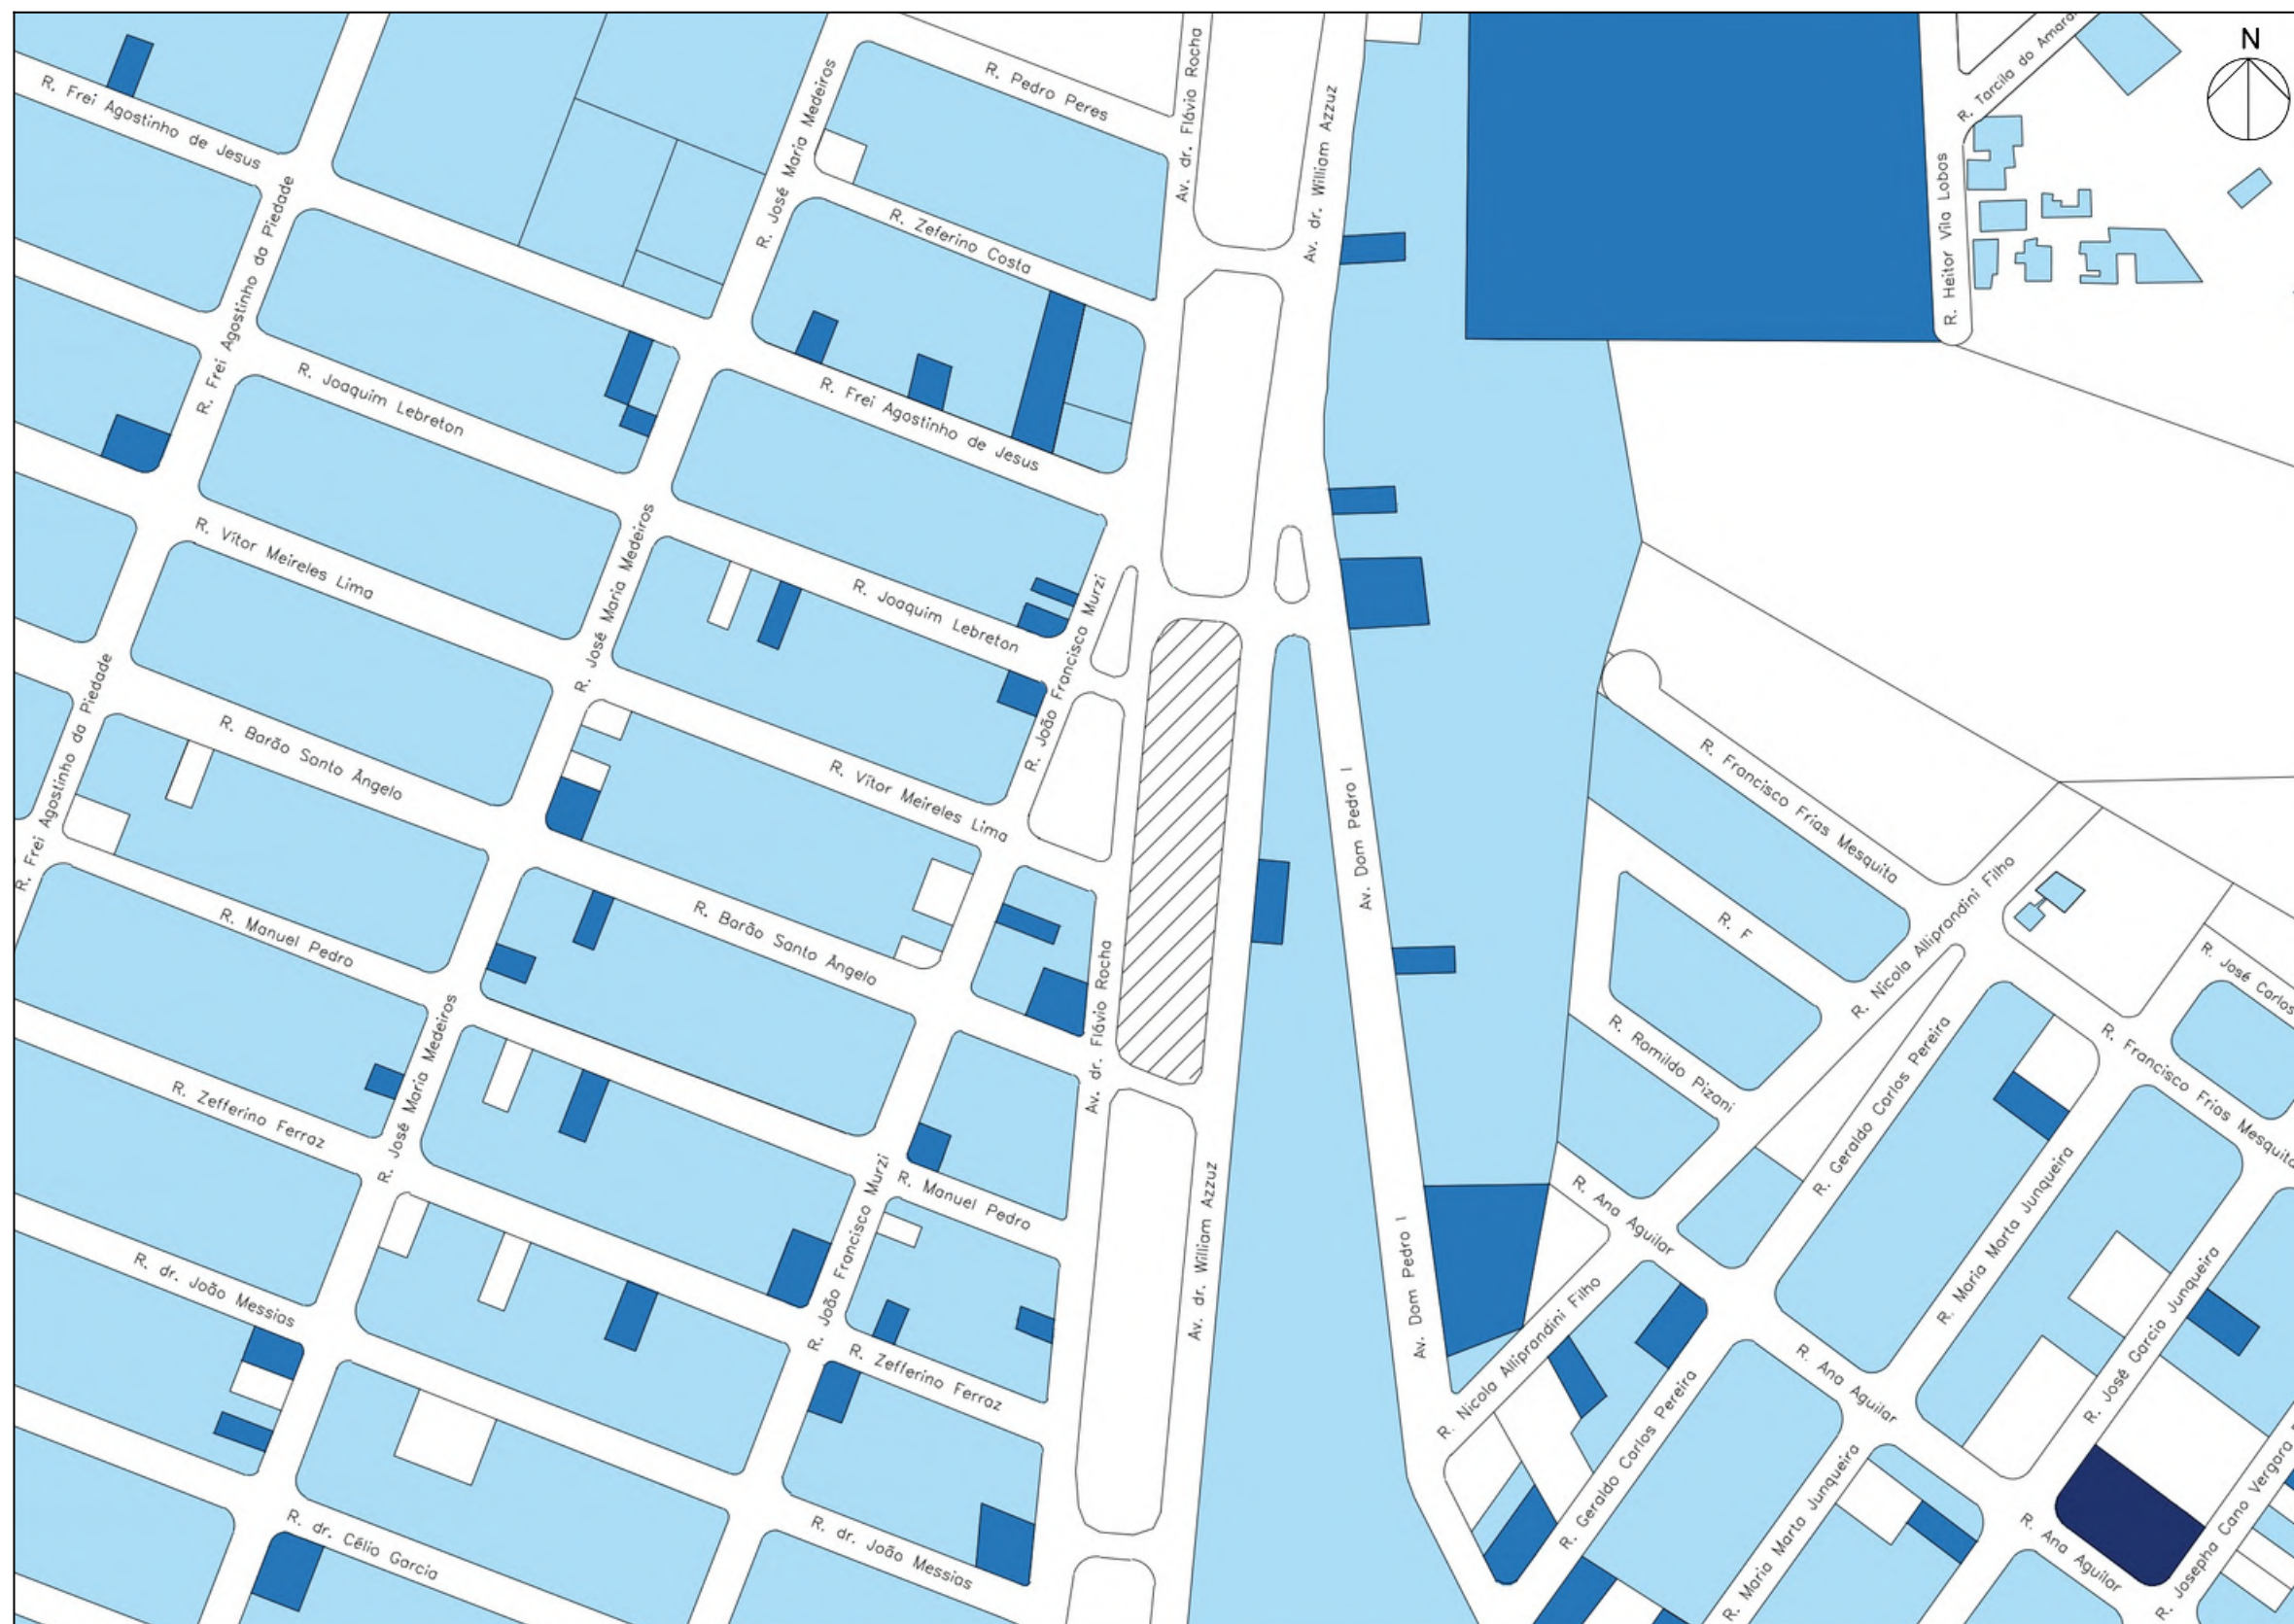 N
R. Pedro Peres
Av. dr. Flávio Rocha
R. Frei Agostinho de Jesus
R. José Maria Medeiros
Av. dr. William Azzuz
R. Tarcila do Amaral
R. Zeferino Costa
R. Heitor Vila Lobos
R. Frei Agostinho da Piedade
R. Joaquim Lebreton
R. Frei Agostinho de Jesus
R. Vítor Meireles Lima
R. José Maria Medeiros
R. Joaquim Lebreton
R. João Francisco Murzi
R. Frei Agostinho da Piedade
R. Barão Santo Ângelo
R. Vítor Meireles Lima
Av. Dom Pedro I
R. Francisco Frias Mesquita
R. F
R. Nicola Alliprandini Filho
R. Manuel Pedro
R. Barão Santo Ângelo
Av. dr. Flávio Rocha
R. José Carlos
R. Romildo Pizani
R. Geraldo Carlos Pereira
R. Francisco Frias Mesquita
R. José Maria Medeiros
R. Zefferino Ferraz
R. João Francisco Murzi
R. Manuel Pedro
Av. dr. William Azzuz
R. Ana Aguilar
R. Maria Marta Junqueira
R. dr. João Messias
Av. Dom Pedro I
R. Nicola Alliprandini Filho
R. José Garcia Junqueira
R. Zefferino Ferraz
R. Ana Aguilar
R. Geraldo Carlos Pereira
R. Maria Marta Junqueira
R. Josepha Cano Vergara
R. dr. Célio Garcia
R. dr. João Messias
R. Ana Aguilar